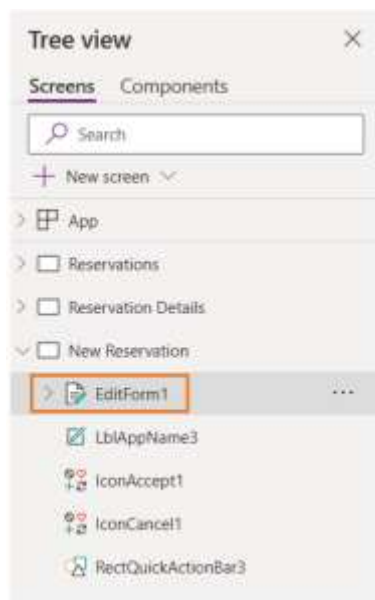 Tree view
Screens Components
Search
New screen
App
Reservations
Reservation Details
New Reservation
EditForm1
LblAppName3
IconAccept1
IconCancel1
RectQuickActionBar3